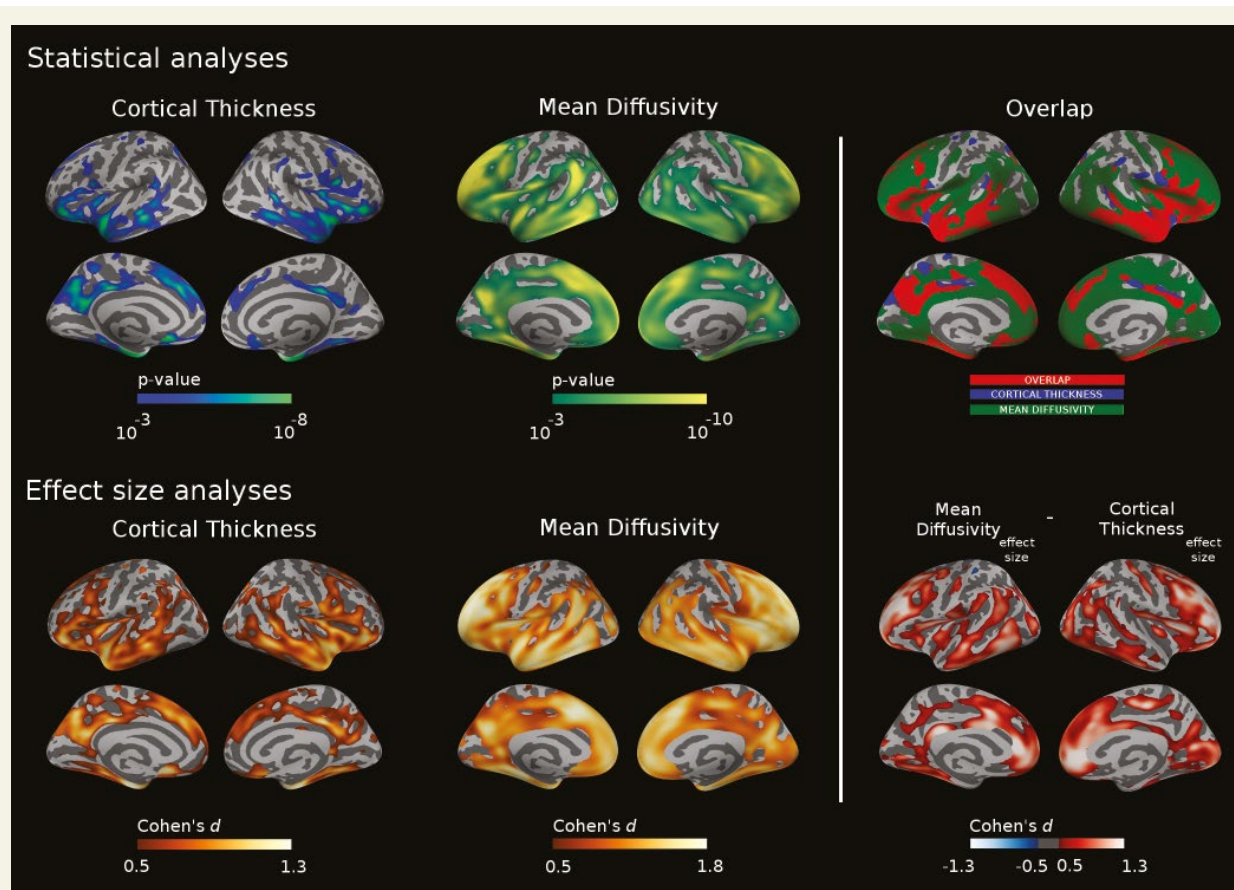 Statistical analyses
Cortical Thickness
Mean Diffusivity
Overlap
p-value
10-3
10-8
p-value
10-3
10-10
OVERLAP
CORTICAL THICKNESS
MEAN DIFFUSIVITY
Effect size analyses
Cortical Thickness
Mean Diffusivity
Mean
Diffusivity effect
size
-
Cortical
Thickness effect
size
Cohen's d
0.5 1.3
Cohen's d
0.5 1.8
Cohen's d
-1.3 -0.5 0.5 1.3